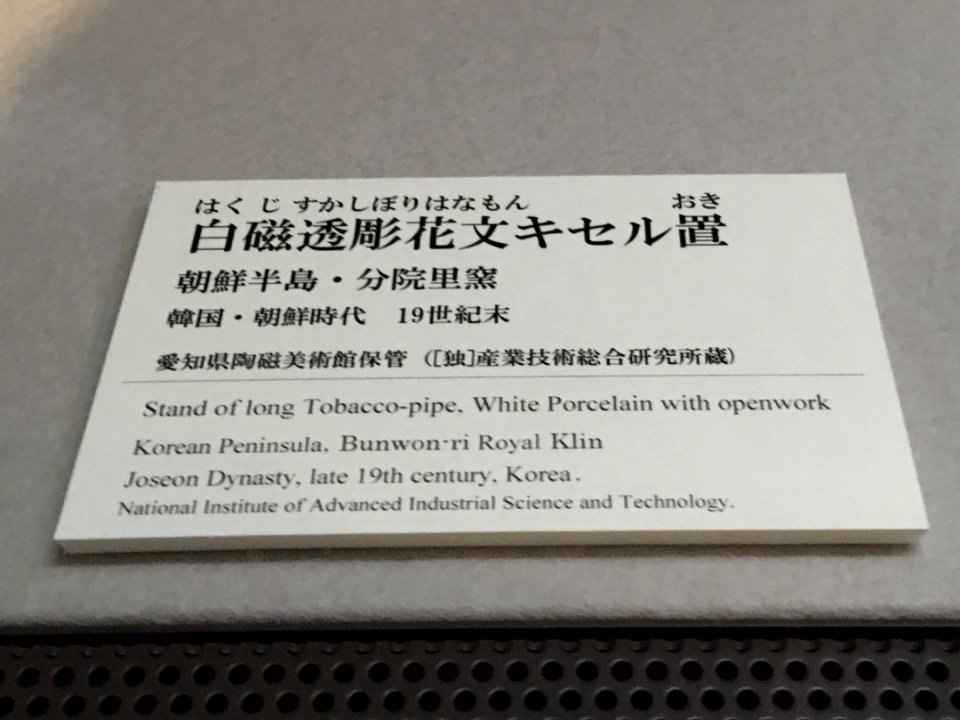 はくじすかしぼりはなもん おき
白磁透彫花文キセル置
朝鮮半島・分院里窯
韓国・朝鮮時代　19世紀末
愛知県陶磁美術館保管（[独]産業技術総合研究所蔵）
Stand of long Tobacco-pipe, White Porcelain with openwork
Korean Peninsula, Bunwon-ri Royal Klin
Joseon Dynasty, late 19th century, Korea.
National Institute of Advanced Industrial Science and Technology.